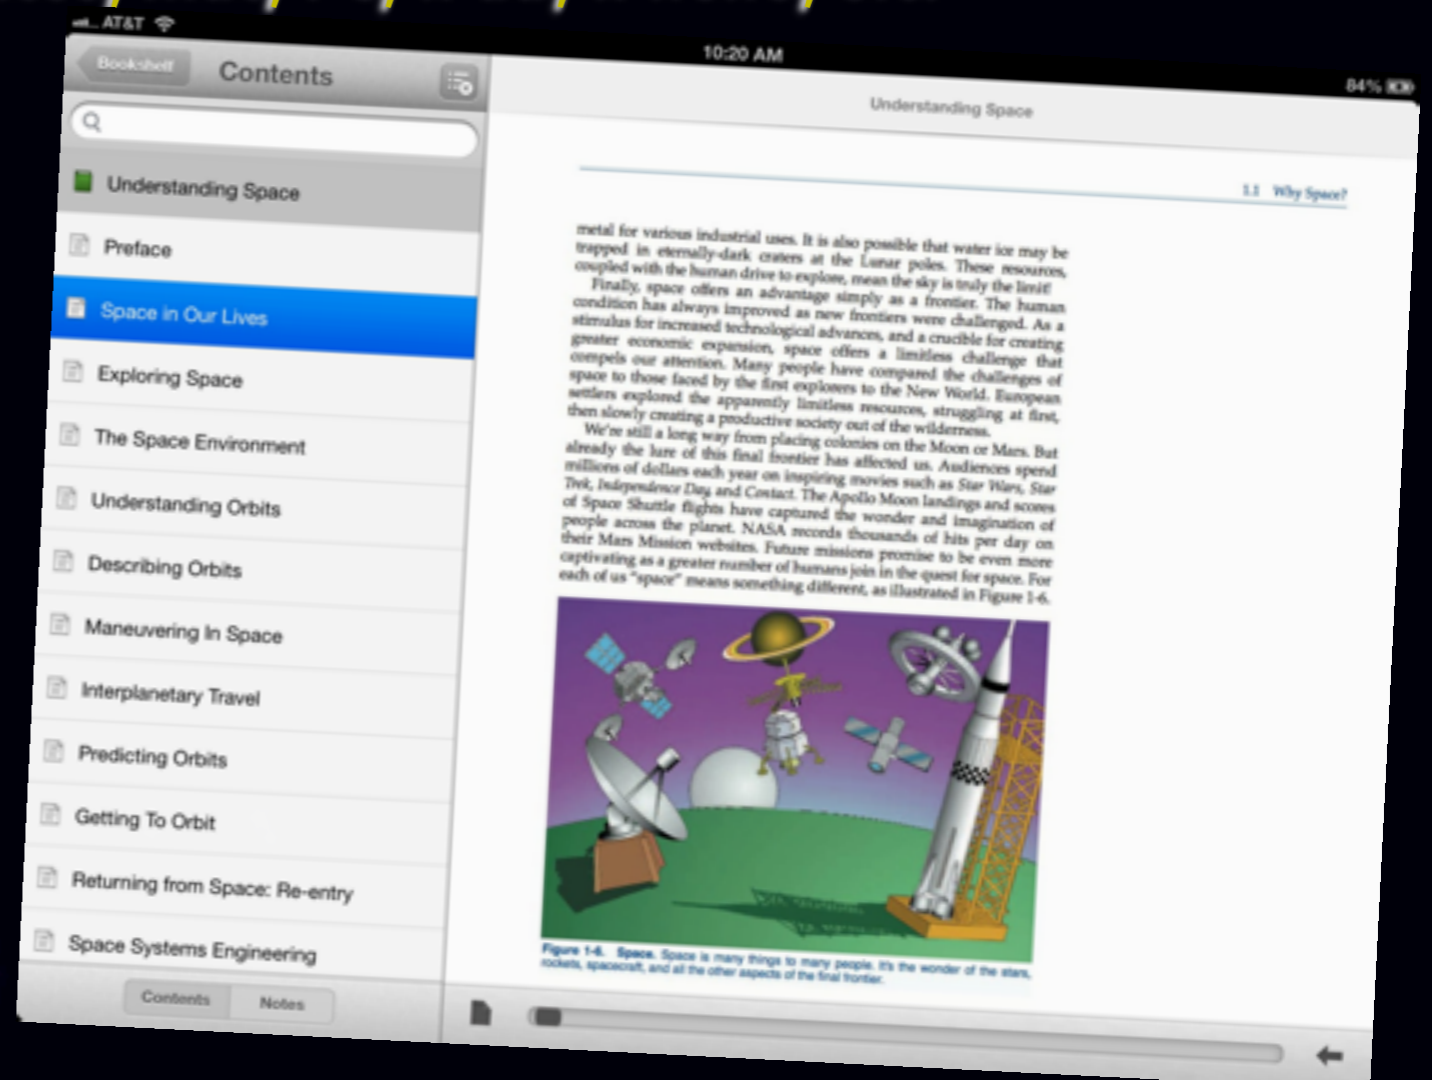 AT&T
10:20 AM
84%
Bookshelf
Contents
Understanding Space
Understanding Space
Preface
Space in Our Lives
Exploring Space
The Space Environment
Understanding Orbits
Describing Orbits
Maneuvering In Space
Interplanetary Travel
Predicting Orbits
Getting To Orbit
Returning from Space: Re-entry
Space Systems Engineering
Contents
Notes
1.1 Why Space?
metal for various industrial uses. It is also possible that water ice may be
trapped in eternally-dark craters at the Lunar poles. These resources,
coupled with the human drive to explore, mean the sky is truly the limit!
Finally, space offers an advantage simply as a frontier. The human
condition has always improved as new frontiers were challenged. As a
stimulus for increased technological advances, and a crucible for creating
greater economic expansion, space offers a limitless challenge that
compels our attention. Many people have compared the challenges of
space to those faced by the first explorers to the New World. European
settlers explored the apparently limitless resources, struggling at first,
then slowly creating a productive society out of the wilderness.
We're still a long way from placing colonies on the Moon or Mars. But
already the lure of this final frontier has affected us. Audiences spend
millions of dollars each year on inspiring movies such as Star Wars, Star
Trek, Independence Day, and Contact. The Apollo Moon landings and scores
of Space Shuttle flights have captured the wonder and imagination of
people across the planet. NASA records thousands of hits per day on
their Mars Mission websites. Future missions promise to be even more
captivating as a greater number of humans join in the quest for space. For
each of us "space" means something different, as illustrated in Figure 1-6.
Figure 1-6. Space. Space is many things to many people. It's the wonder of the stars,
rockets, spacecraft, and all the other aspects of the final frontier.